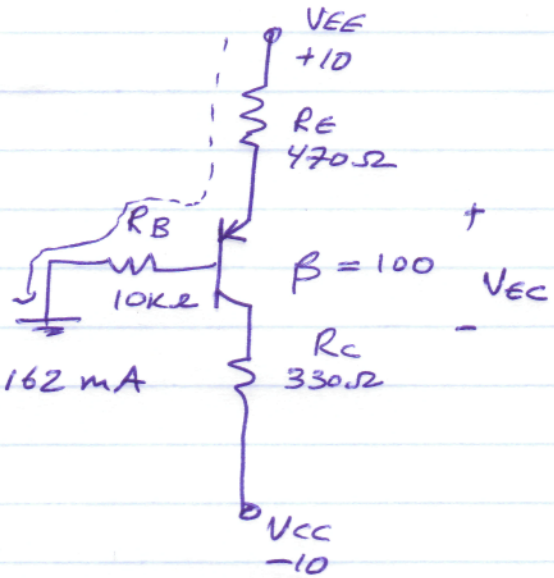 VEE
+10
RE
470Ω
RB
10KΩ
β = 100
+
VEC
-
162 mA
RC
330Ω
VCC
-10